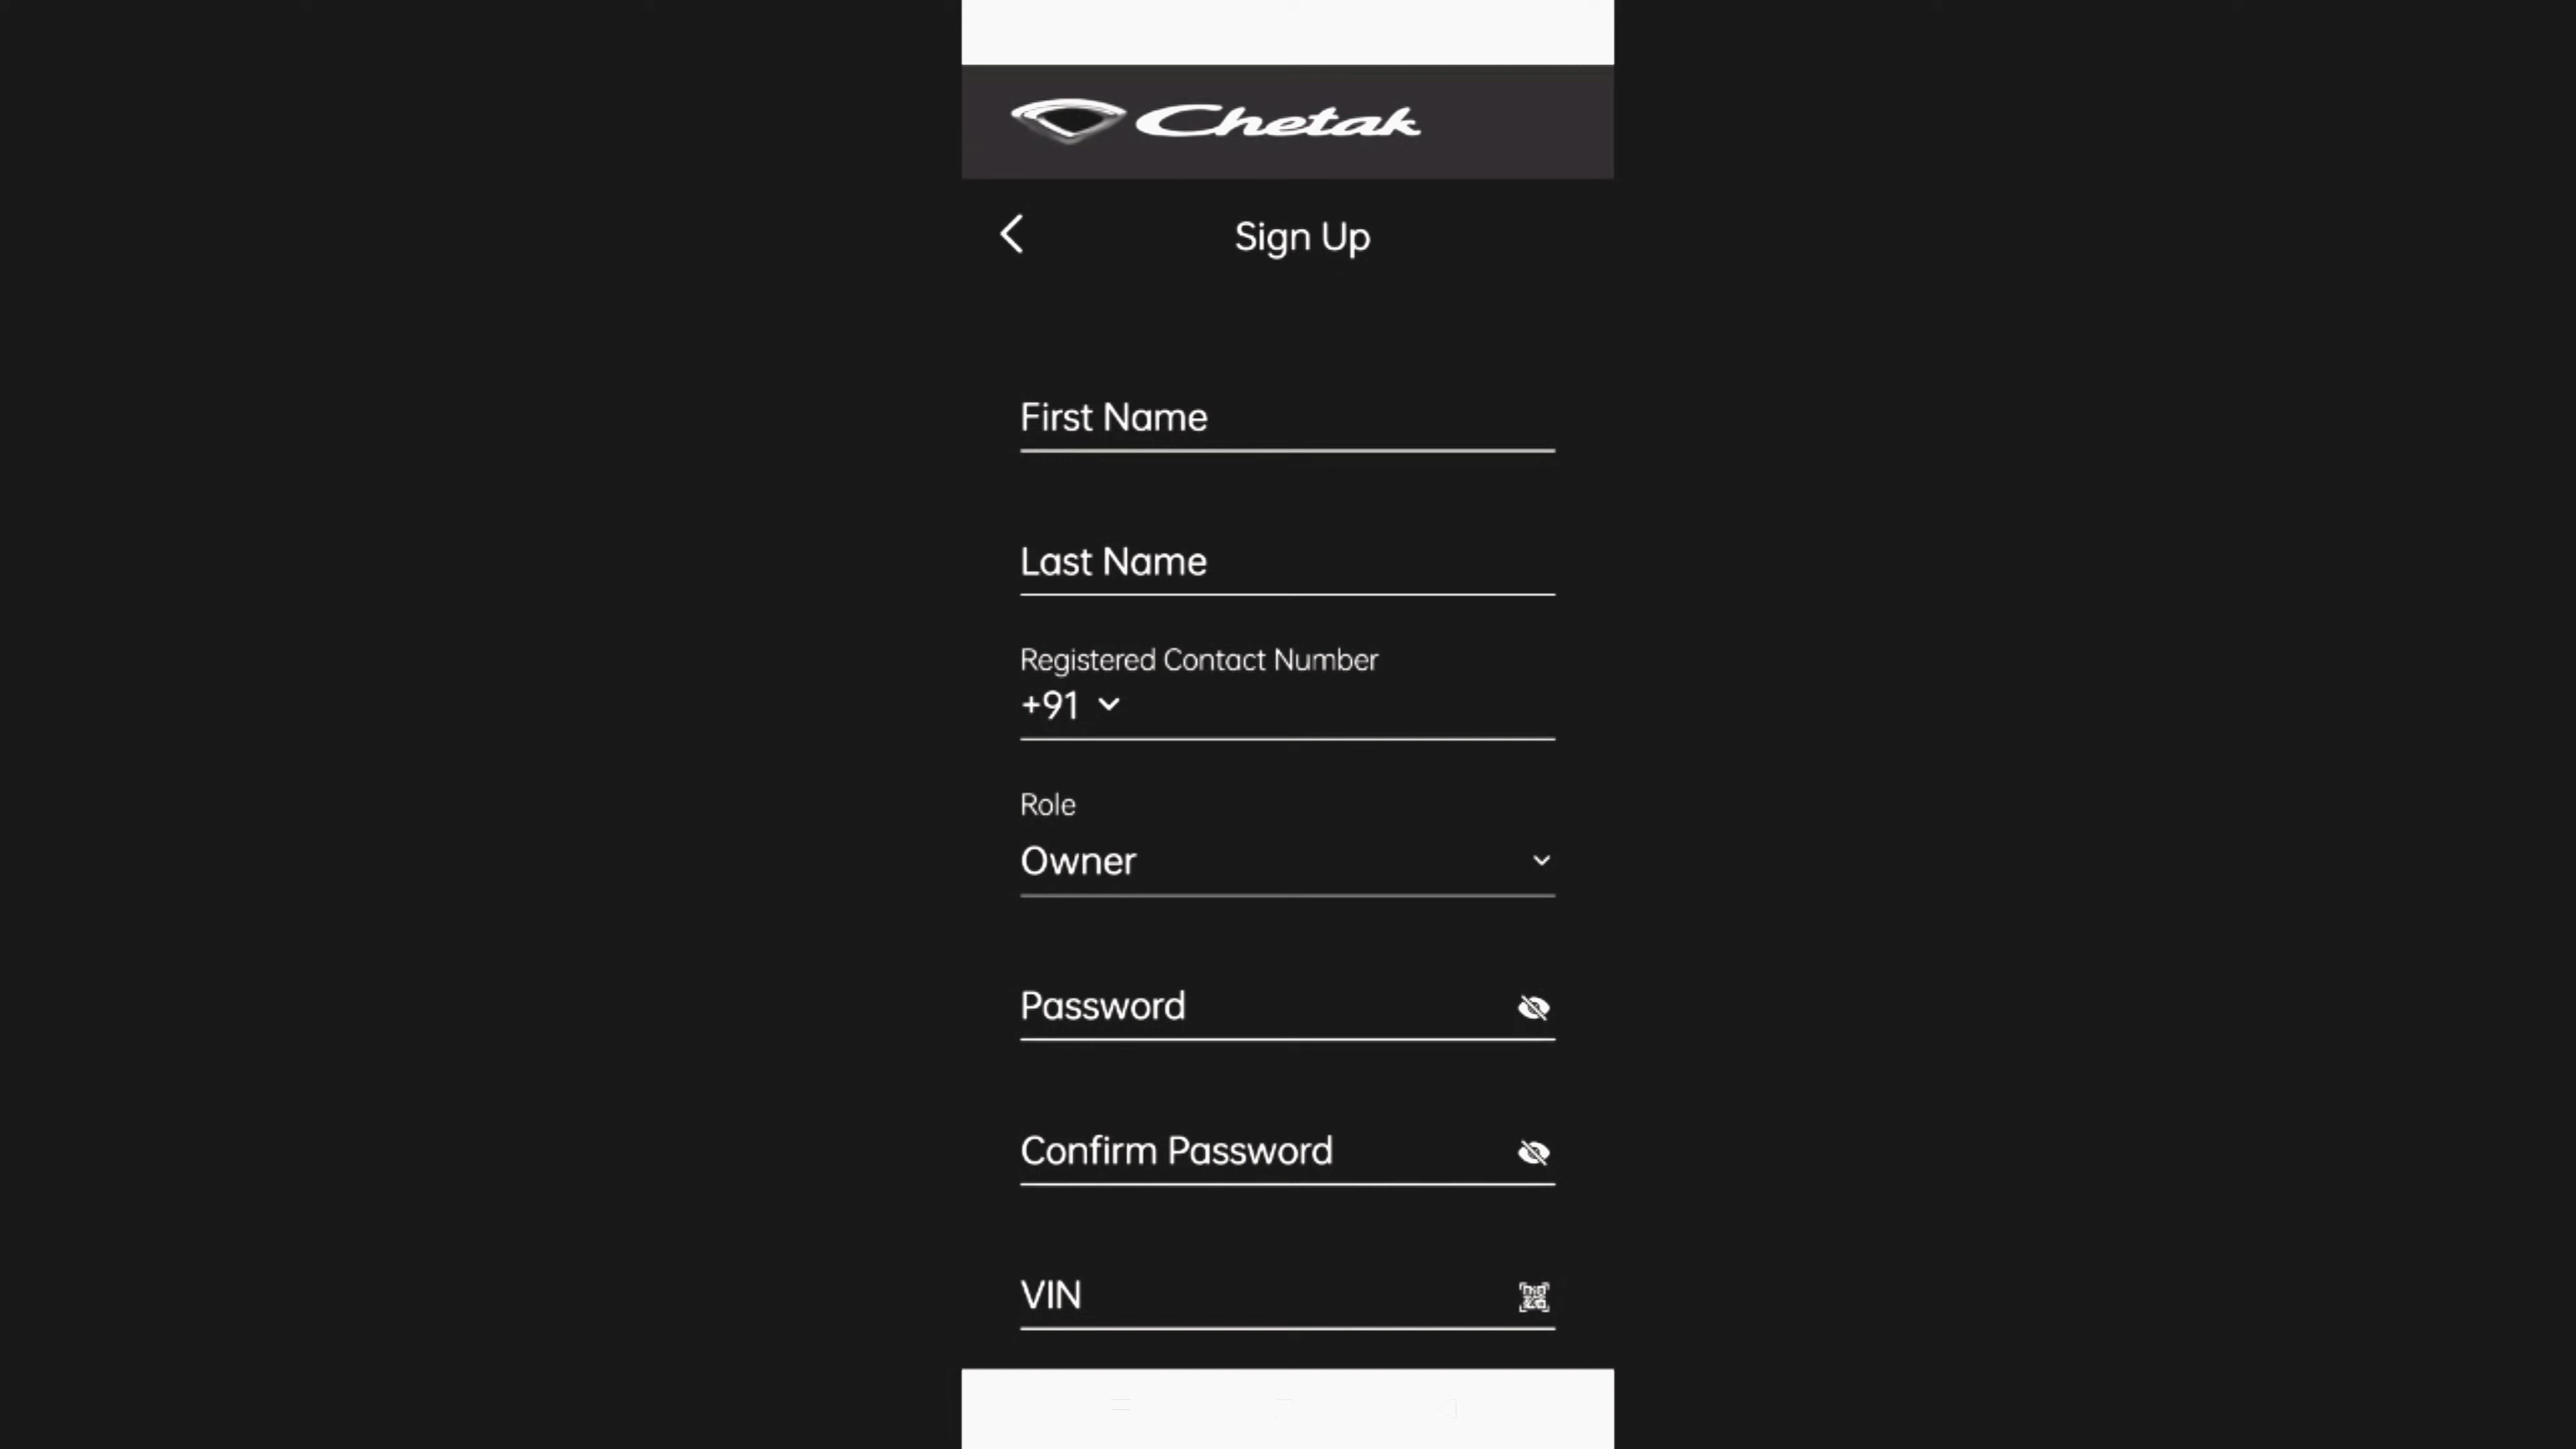 Chetak
Sign Up
First Name
Last Name
Registered Contact Number
+91
Role
Owner
Password
Confirm Password
VIN